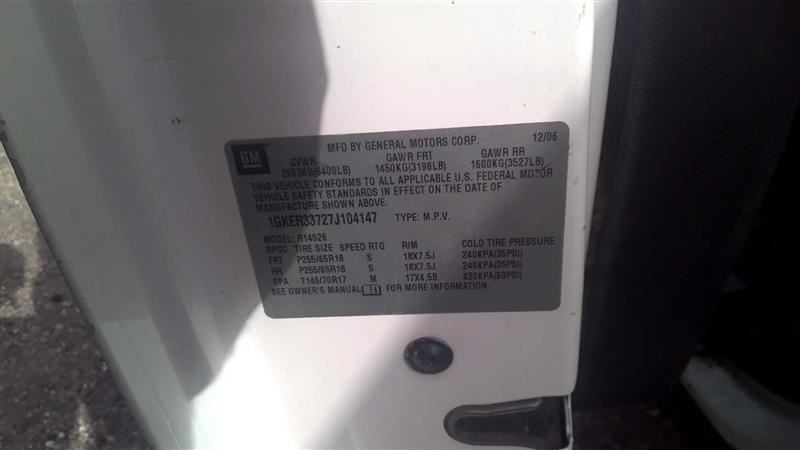 GM
MFD BY GENERAL MOTORS CORP. 12/06
GVWR GAWR FRT GAWR RR
2903KG(6400LB) 1450KG(3196LB) 1600KG(3527LB)
THIS VEHICLE CONFORMS TO ALL APPLICABLE U.S. FEDERAL MOTOR
VEHICLE SAFETY STANDARDS IN EFFECT ON THE DATE OF
MANUFACTURE SHOWN ABOVE.
1GKER33727J104147 TYPE: M.P.V.
MODEL: R14526
RPQC TIRE SIZE SPEED RTG RIM COLD TIRE PRESSURE
FRT P255/65R18 S 18X7.5J 240KPA(35PSI)
RR P255/65R18 S 18X7.5J 240KPA(35PSI)
SPA T145/70R17 M 17X4.5B 420KPA(60PSI)
SEE OWNER'S MANUAL FOR MORE INFORMATION.